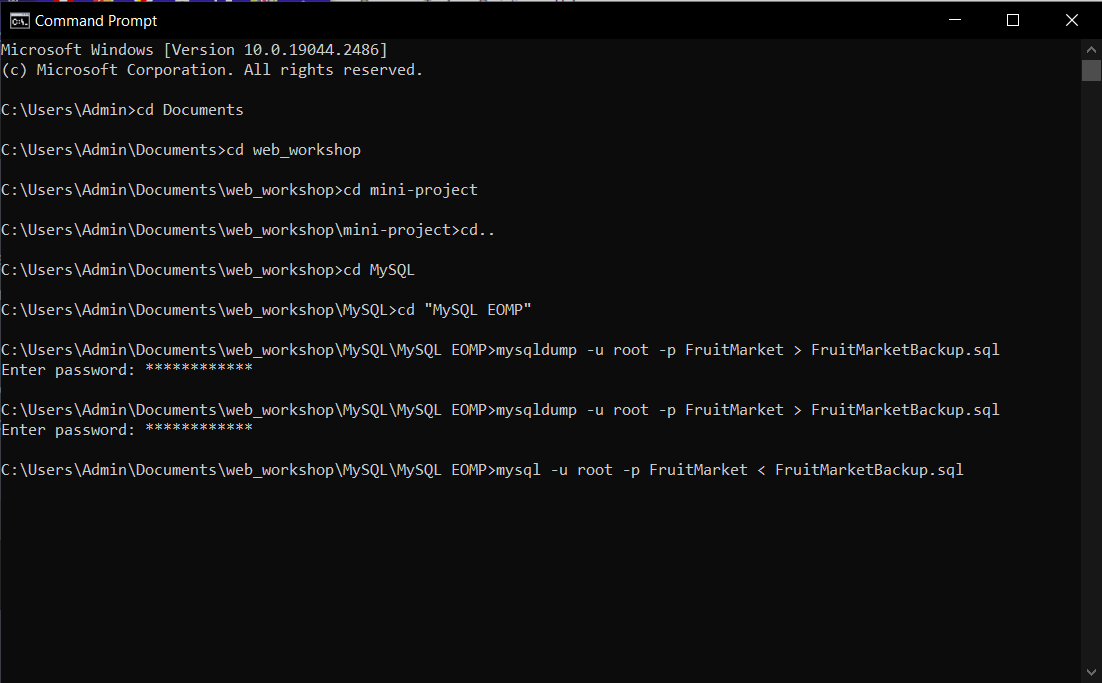 Command Prompt
Microsoft Windows [Version 10.0.19044.2486]
(c) Microsoft Corporation. All rights reserved.
C:\Users\Admin>cd Documents
C:\Users\Admin\Documents>cd web_workshop
C:\Users\Admin\Documents\web_workshop>cd mini-project
C:\Users\Admin\Documents\web_workshop\mini-project>cd..
C:\Users\Admin\Documents\web_workshop>cd MySQL
C:\Users\Admin\Documents\web_workshop\MySQL>cd "MySQL EOMP"
C:\Users\Admin\Documents\web_workshop\MySQL\MySQL EOMP>mysqldump -u root -p FruitMarket > FruitMarketBackup.sql
Enter password: ************
C:\Users\Admin\Documents\web_workshop\MySQL\MySQL EOMP>mysqldump -u root -p FruitMarket > FruitMarketBackup.sql
Enter password: ************
C:\Users\Admin\Documents\web_workshop\MySQL\MySQL EOMP>mysql -u root -p FruitMarket < FruitMarketBackup.sql